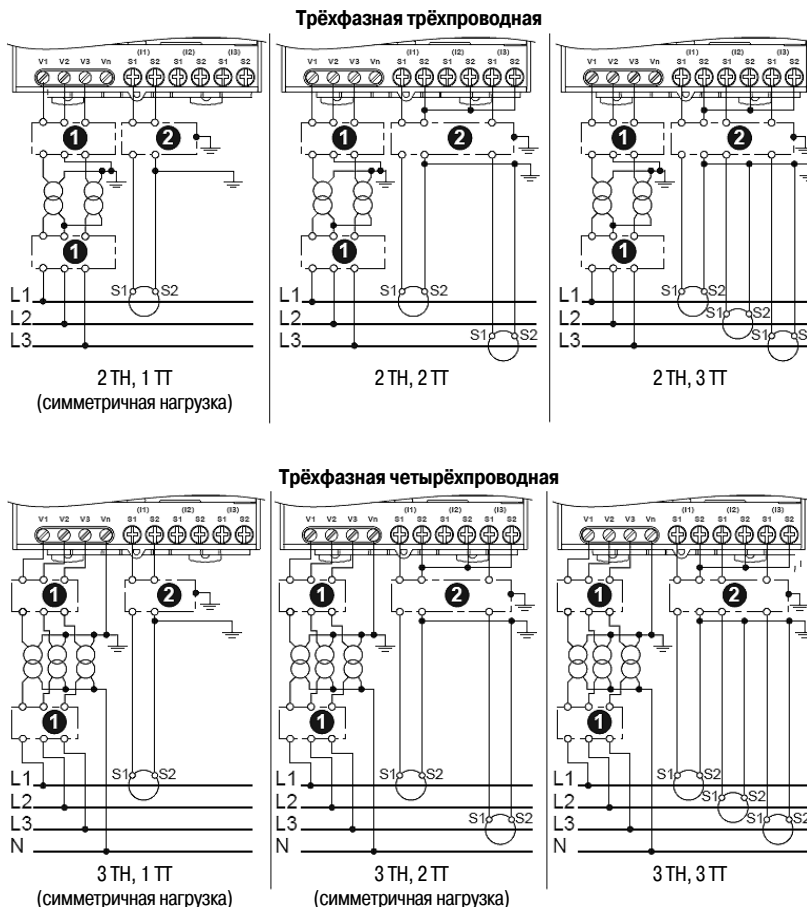 Трёхфазная трёхпроводная
(I1) (I2) (I3) (I1) (I2) (I3) (I1) (I2) (I3)
V1 V2 V3 Vn S1 S2 S1 S2 S1 S2 V1 V2 V3 Vn S1 S2 S1 S2 S1 S2 V1 V2 V3 Vn S1 S2 S1 S2 S1 S2
1 2 1 2 1 2
1 1 1
L1 S1 S2 L1 S1 S2 L1 S1 S2
L2 L2 L2 S1 S2
L3 L3 S1 S2 L3 S1 S
2 ТН, 1 ТТ 2 ТН, 2 ТТ 2 ТН, 3 ТТ
(симметричная нагрузка)
Трёхфазная четырёхпроводная
(I1) (I2) (I3) (I1) (I2) (I3) (I1) (I2) (I3)
V1 V2 V3 Vn S1 S2 S1 S2 S1 S2 V1 V2 V3 Vn S1 S2 S1 S2 S1 S2 V1 V2 V3 Vn S1 S2 S1 S2 S1 S2
1 2 1 2 1 2
1 1 1
L1 S1 S2 L1 S1 S2 L1 S1 S2
L2 L2 L2 S1 S2
L3 L3 S1 S2 L3 S1 S2
N N N
3 ТН, 1 ТТ 3 ТН, 2 ТТ 3 ТН, 3 ТТ
(симметричная нагрузка) (симметричная нагрузка)